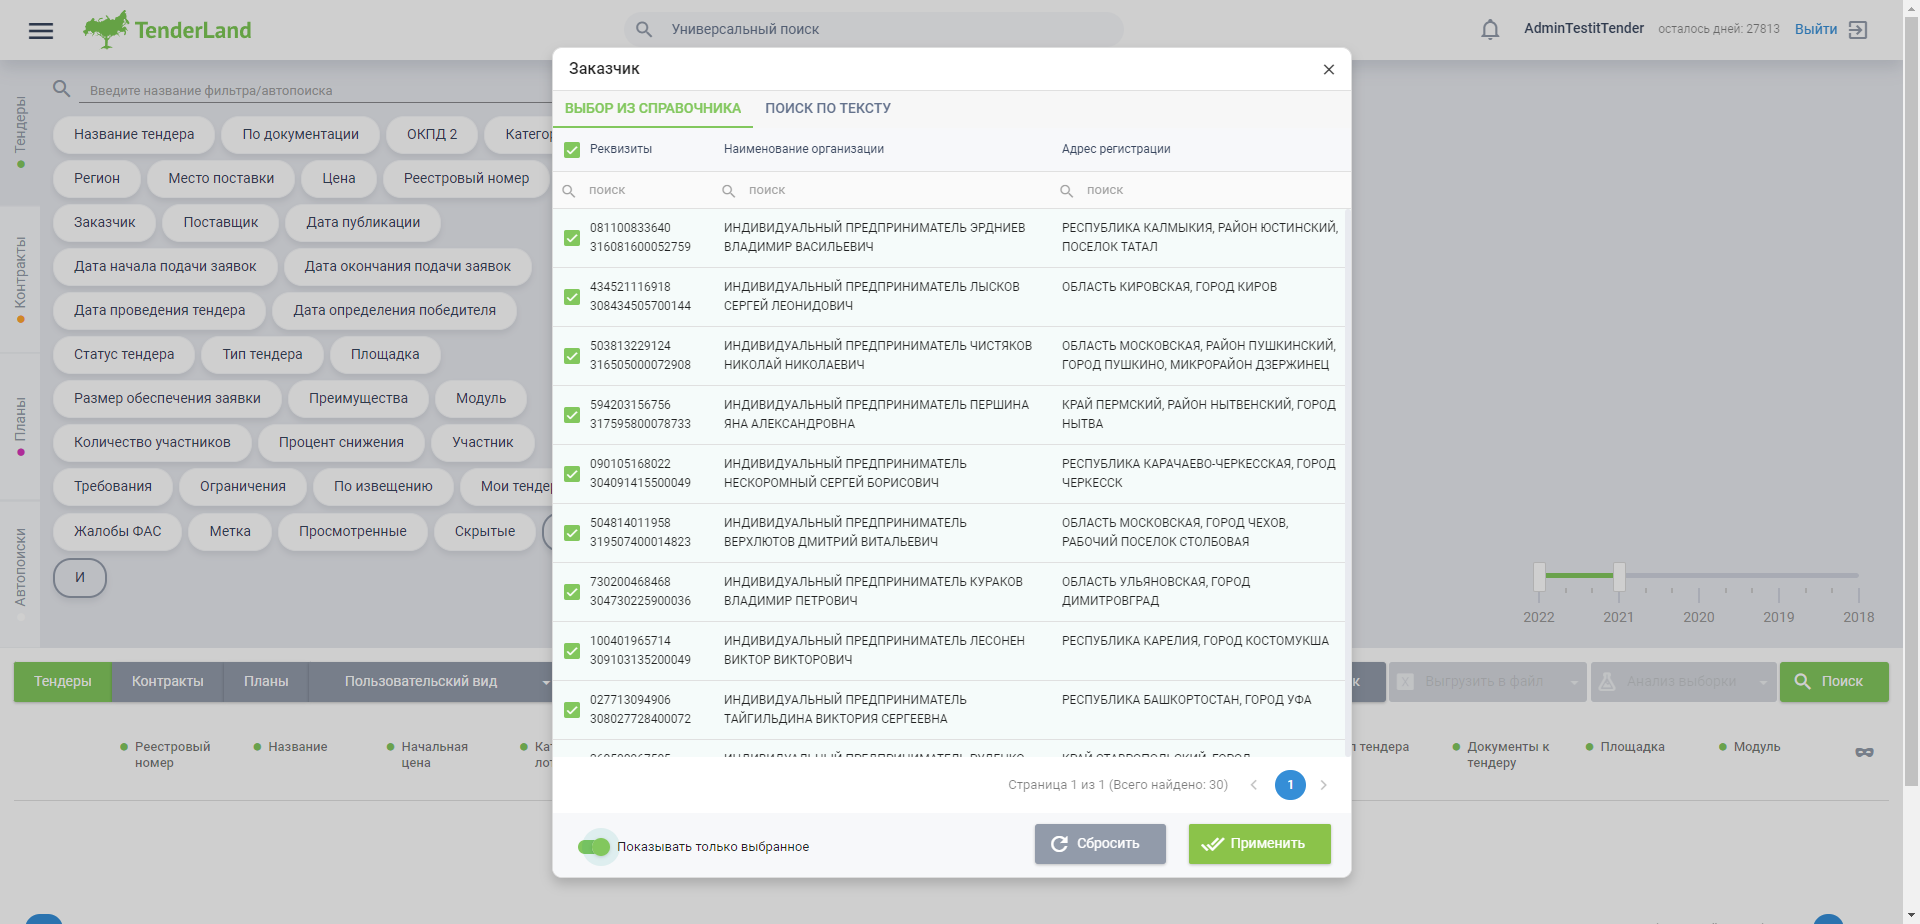 TenderLand
Универсальный поиск
AdminTestitTender
осталось дней: 27813
Выйти
Тендеры
Контракты
Планы
Автопоиски
Введите название фильтра/автопоиска
Название тендера
По документации
ОКПД 2
Категор
Регион
Место поставки
Цена
Реестровый номер
Заказчик
Поставщик
Дата публикации
Дата начала подачи заявок
Дата окончания подачи заявок
Дата проведения тендера
Дата определения победителя
Статус тендера
Тип тендера
Площадка
Размер обеспечения заявки
Преимущества
Модуль
Количество участников
Процент снижения
Участник
Требования
Ограничения
По извещению
Мои тендер
Жалобы ФАС
Метка
Просмотренные
Скрытые
И
Заказчик
ВЫБОР ИЗ СПРАВОЧНИКА
ПОИСК ПО ТЕКСТУ
Реквизиты
Наименование организации
Адрес регистрации
поиск
поиск
поиск
081100833640
316081600052759
ИНДИВИДУАЛЬНЫЙ ПРЕДПРИНИМАТЕЛЬ ЭРДНИЕВ
ВЛАДИМИР ВАСИЛЬЕВИЧ
РЕСПУБЛИКА КАЛМЫКИЯ, РАЙОН ЮСТИНСКИЙ,
ПОСЕЛОК ТАТАЛ
434521116918
308434505700144
ИНДИВИДУАЛЬНЫЙ ПРЕДПРИНИМАТЕЛЬ ЛЫСКОВ
СЕРГЕЙ ЛЕОНИДОВИЧ
ОБЛАСТЬ КИРОВСКАЯ, ГОРОД КИРОВ
503813229124
316505000072908
ИНДИВИДУАЛЬНЫЙ ПРЕДПРИНИМАТЕЛЬ ЧИСТЯКОВ
НИКОЛАЙ НИКОЛАЕВИЧ
ОБЛАСТЬ МОСКОВСКАЯ, РАЙОН ПУШКИНСКИЙ,
ГОРОД ПУШКИНО, МИКРОРАЙОН ДЗЕРЖИНЕЦ
594203156756
317595800078733
ИНДИВИДУАЛЬНЫЙ ПРЕДПРИНИМАТЕЛЬ ПЕРШИНА
ЯНА АЛЕКСАНДРОВНА
КРАЙ ПЕРМСКИЙ, РАЙОН НЫТВЕНСКИЙ, ГОРОД
НЫТВА
090105168022
304091415500049
ИНДИВИДУАЛЬНЫЙ ПРЕДПРИНИМАТЕЛЬ
НЕСКОРОМНЫЙ СЕРГЕЙ БОРИСОВИЧ
РЕСПУБЛИКА КАРАЧАЕВО-ЧЕРКЕССКАЯ, ГОРОД
ЧЕРКЕССК
504814011958
319507400014823
ИНДИВИДУАЛЬНЫЙ ПРЕДПРИНИМАТЕЛЬ
ВЕРХЛЮТОВ ДМИТРИЙ ВИТАЛЬЕВИЧ
ОБЛАСТЬ МОСКОВСКАЯ, ГОРОД ЧЕХОВ,
РАБОЧИЙ ПОСЕЛОК СТОЛБОВАЯ
730200468468
304730225900036
ИНДИВИДУАЛЬНЫЙ ПРЕДПРИНИМАТЕЛЬ КУРАКОВ
ВЛАДИМИР ПЕТРОВИЧ
ОБЛАСТЬ УЛЬЯНОВСКАЯ, ГОРОД
ДИМИТРОВГРАД
100401965714
309103135200049
ИНДИВИДУАЛЬНЫЙ ПРЕДПРИНИМАТЕЛЬ ЛЕСОНЕН
ВИКТОР ВИКТОРОВИЧ
РЕСПУБЛИКА КАРЕЛИЯ, ГОРОД КОСТОМУКША
027713094906
308027728400072
ИНДИВИДУАЛЬНЫЙ ПРЕДПРИНИМАТЕЛЬ
ТАЙГИЛЬДИНА ВИКТОРИЯ СЕРГЕЕВНА
РЕСПУБЛИКА БАШКОРТОСТАН, ГОРОД УФА
Страница 1 из 1 (Всего найдено: 30)
1
Показывать только выбранное
Сбросить
Применить
2022
2021
2020
2019
2018
Тендеры
Контракты
Планы
Пользовательский вид
к
Выгрузить в файл
Анализ выборки
Поиск
Реестровый
номер
Название
Начальная
цена
Кат
лот
п тендера
Документы к
тендеру
Площадка
Модуль